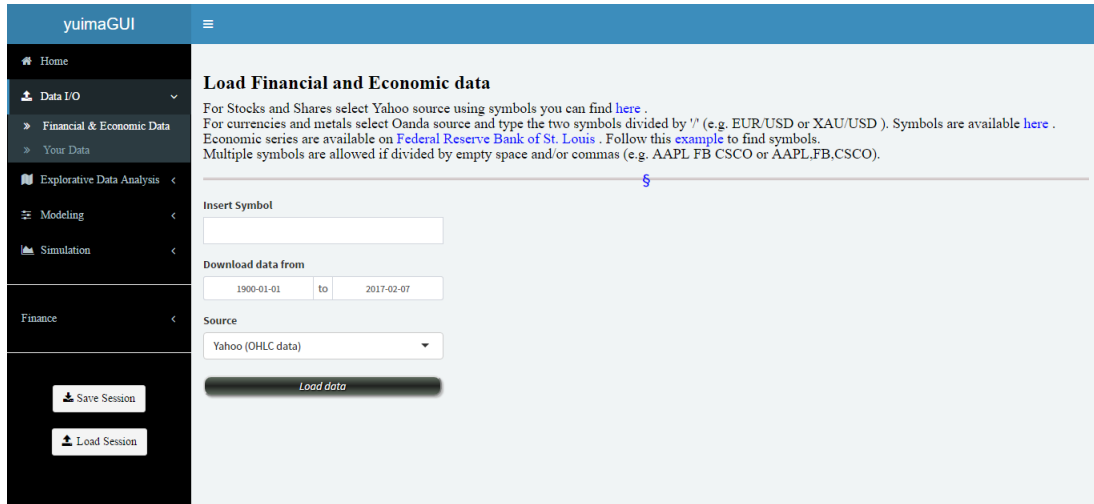 yuimaGUI
Home
Data I/O
» Financial & Economic Data
» Your Data
Explorative Data Analysis
Modeling
Simulation
Finance
Save Session
Load Session
Load Financial and Economic data
For Stocks and Shares select Yahoo source using symbols you can find here .
For currencies and metals select Oanda source and type the two symbols divided by '/' (e.g. EUR/USD or XAU/USD ). Symbols are available here .
Economic series are available on Federal Reserve Bank of St. Louis . Follow this example to find symbols.
Multiple symbols are allowed if divided by empty space and/or commas (e.g. AAPL FB CSCO or AAPL,FB,CSCO).
§
Insert Symbol
Download data from
1900-01-01 to 2017-02-07
Source
Yahoo (OHLC data)
Load data